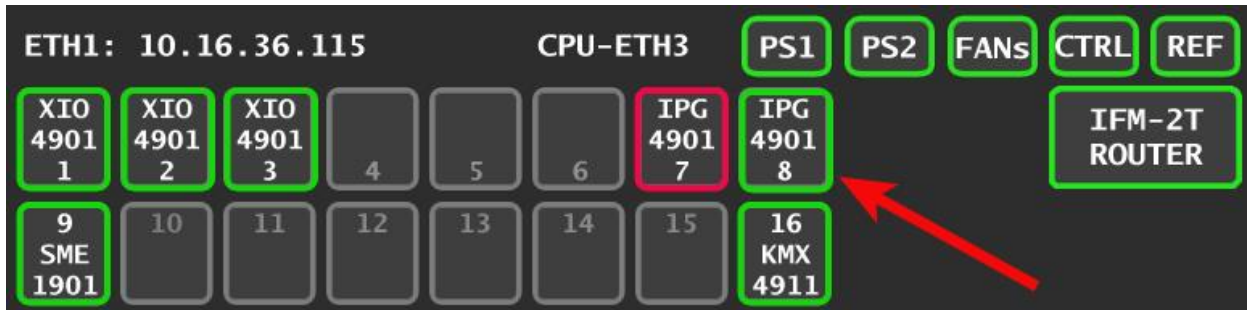 ETH1: 10.16.36.115 CPU-ETH3 PS1 PS2 FANs CTRL REF
XIO 4901 1
XIO 4901 2
XIO 4901 3
4
5
6
IPG 4901 7
IPG 4901 8
IFM-2T ROUTER
9 SME 1901
10
11
12
13
14
15
16 KMX 4911